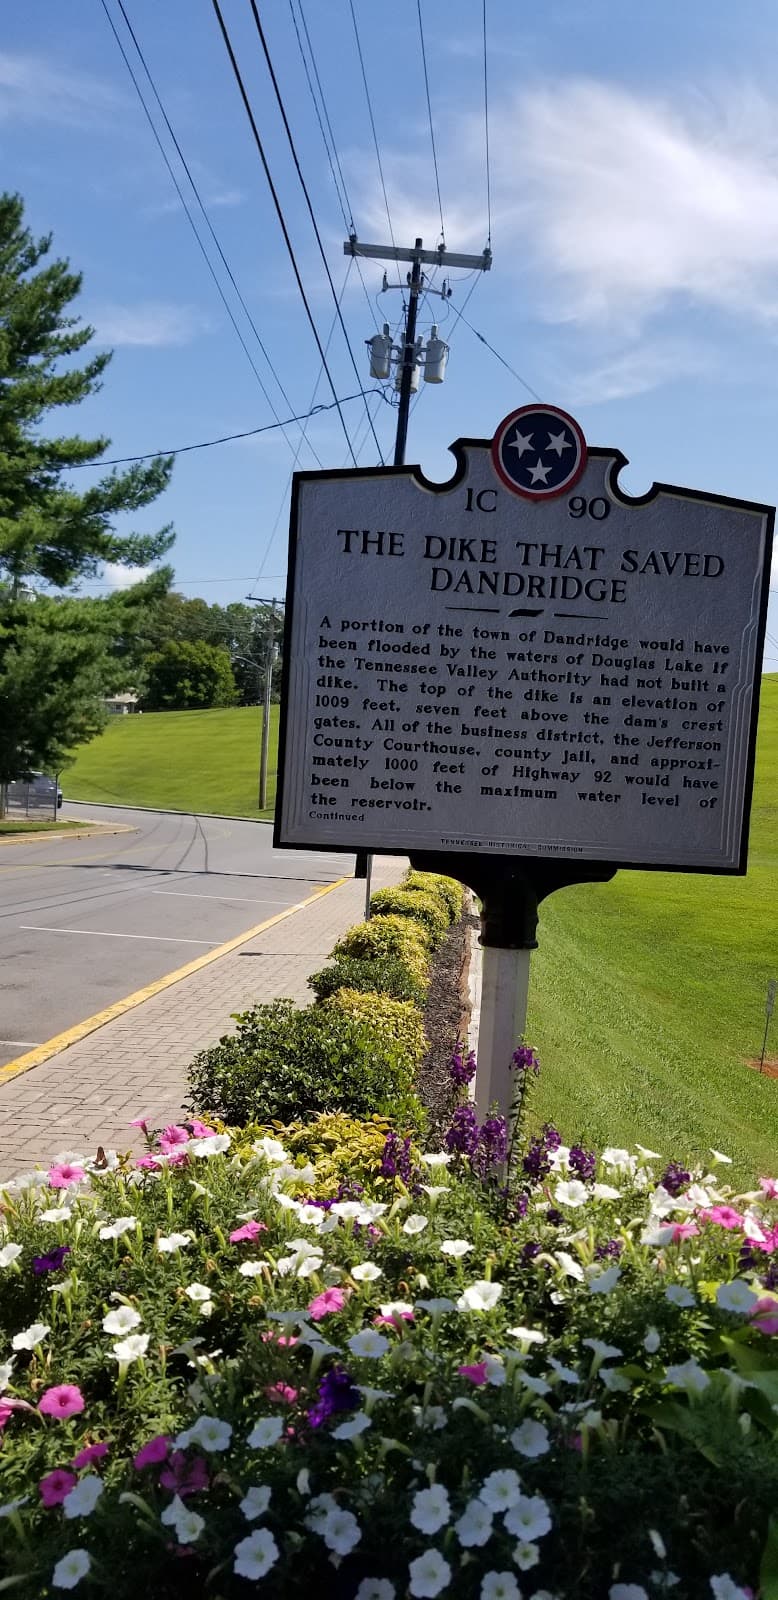 1C 90
THE DIKE THAT SAVED
DANDRIDGE
A portion of the town of Dandridge would have
been flooded by the waters of Douglas Lake if
the Tennessee Valley Authority had not built a
dike. The top of the dike is an elevation of
1009 feet, seven feet above the dam's crest
gates. All of the business district, the Jefferson
County Courthouse, county jail, and approxi-
mately 1000 feet of Highway 92 would have
been below the maximum water level of
the reservoir.
Continued
TENNESSEE HISTORICAL COMMISSION